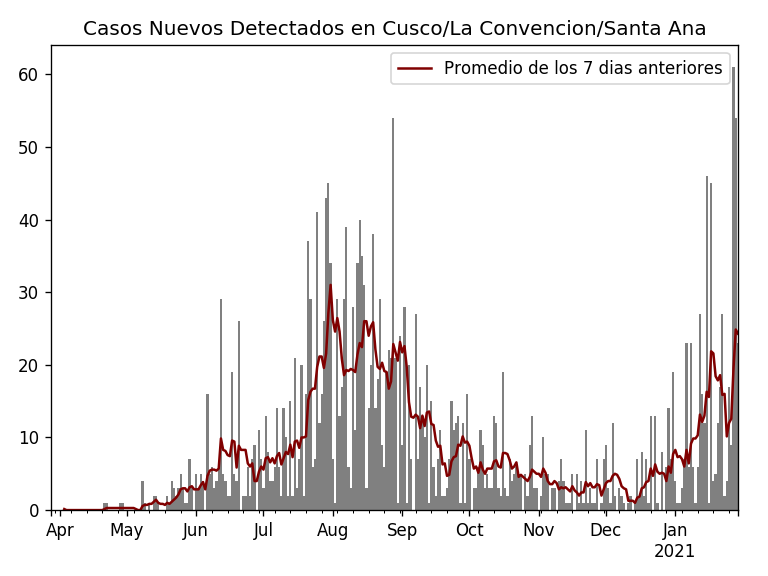 Casos Nuevos Detectados en Cusco/La Convencion/Santa Ana
Promedio de los 7 dias anteriores
60
50
40
30
20
10
0
Apr May Jun Jul Aug Sep Oct Nov Dec Jan
2021